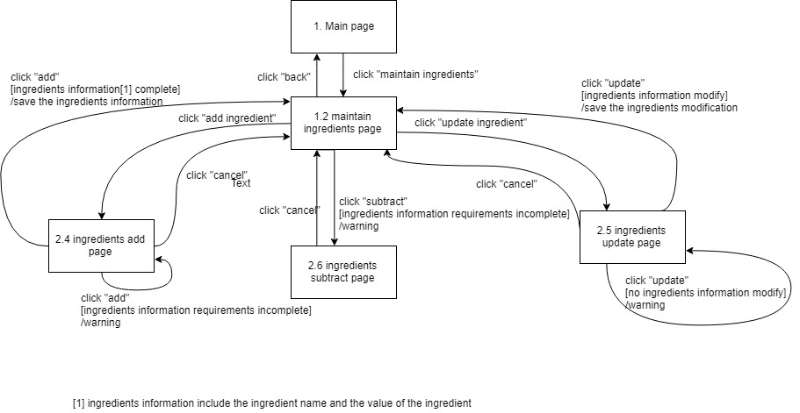 1. Main page
click "back"
click "maintain ingredients"
click "add"
[ingredients information[1] complete]
/save the ingredients information
click "update"
[ingredients information modify]
/save the ingredients modification
1.2 maintain
ingredients page
click "add ingredient"
click "update ingredient"
click "cancel"
Text
click "cancel"
click "cancel"
click "subtract"
[ingredients information requirements incomplete]
/warning
2.4 ingredients add
page
2.5 ingredients
update page
2.6 ingredients
subtract page
click "add"
[ingredients information requirements incomplete]
/warning
click "update"
[no ingredients information modify]
/warning
[1] ingredients information include the ingredient name and the value of the ingredient